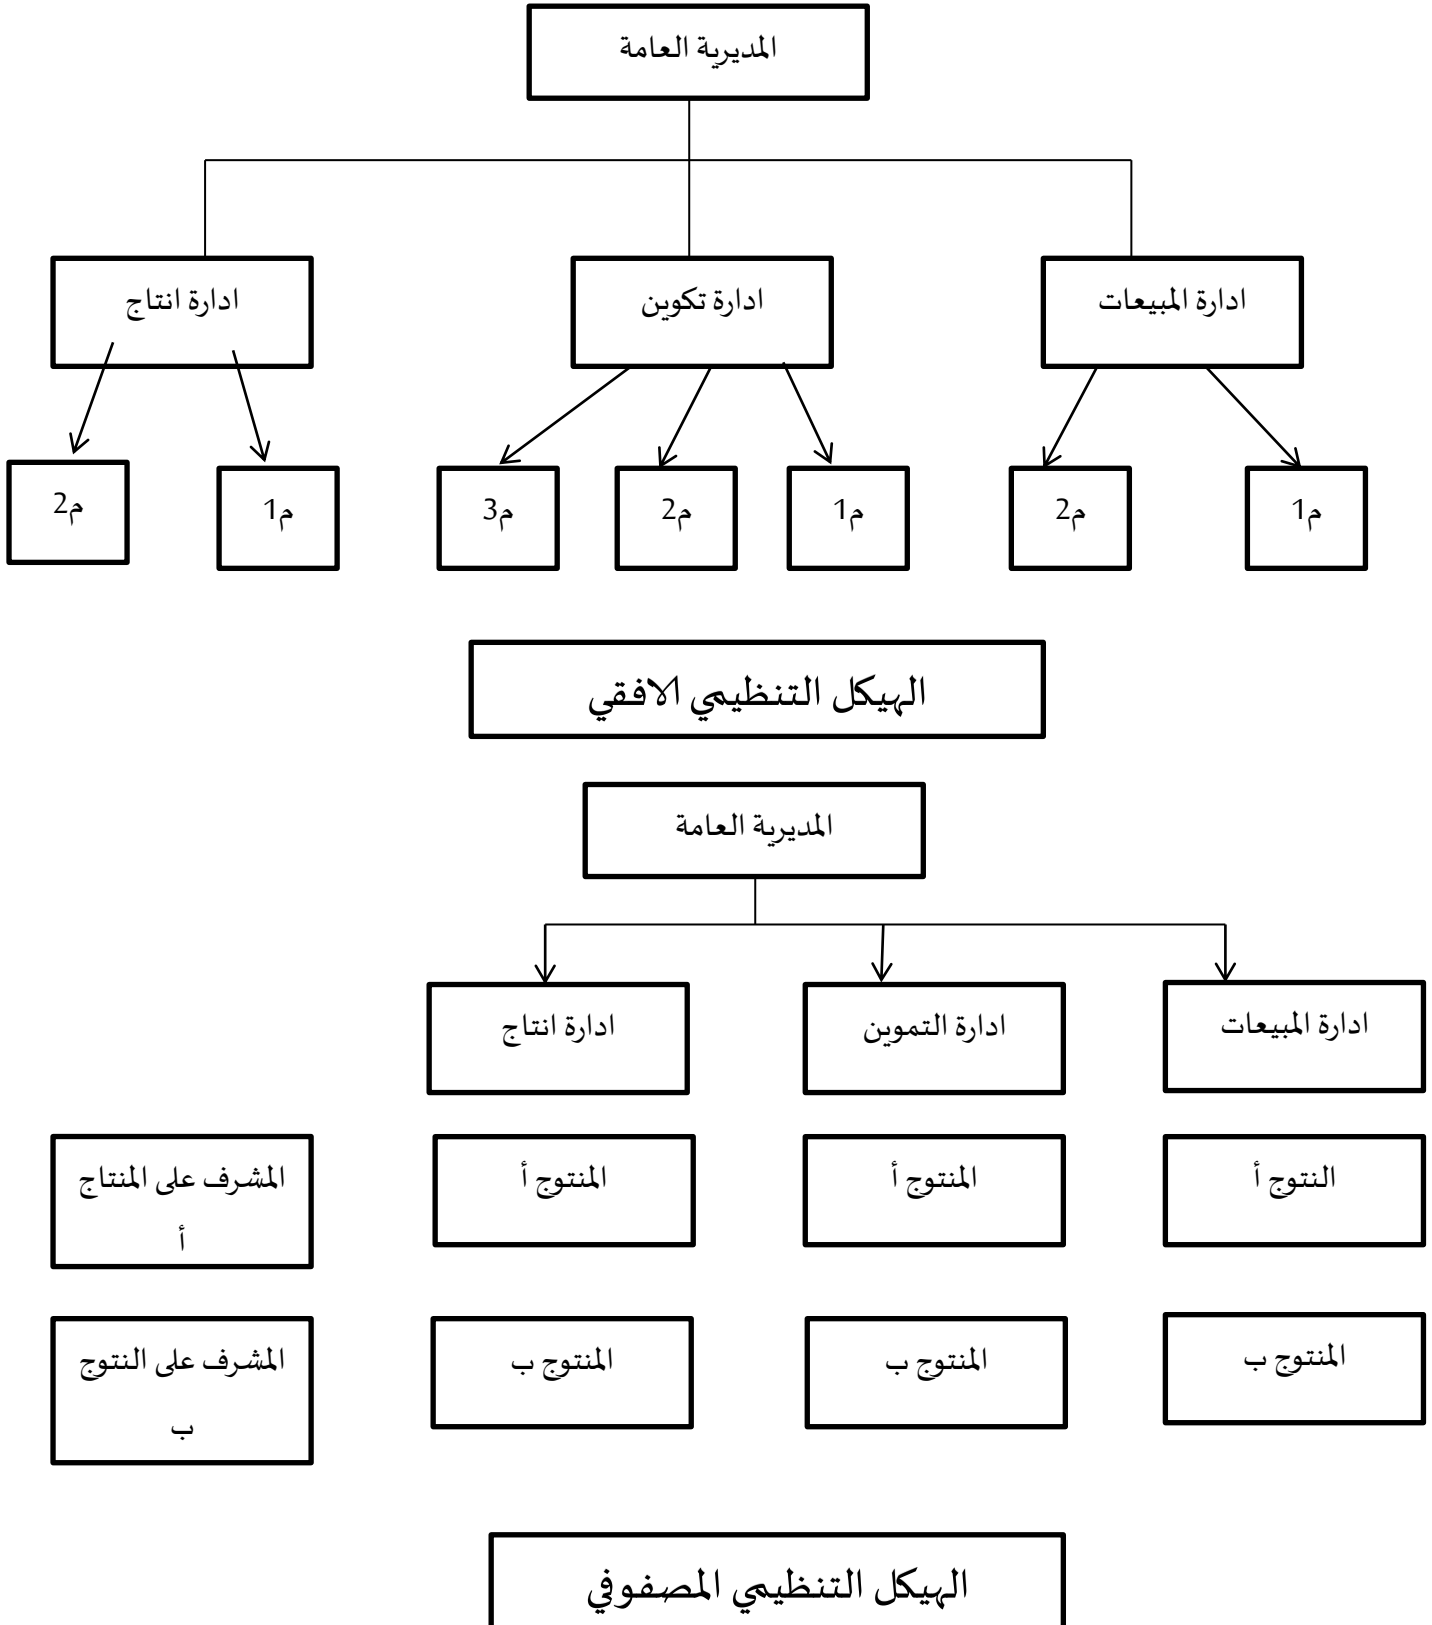 المديرية العامة
ادارة المبيعات
ادارة تكوين
ادارة انتاج
م1
م2
م1
م2
م3
م1
م2
الهيكل التنظيمي الافقي
المديرية العامة
ادارة المبيعات
ادارة التموين
ادارة انتاج
النتوج أ
المنتوج أ
المنتوج أ
المشرف على المنتاج
أ
المنتوج ب
المنتوج ب
المنتوج ب
المشرف على النتوج
ب
الهيكل التنظيمي المصفوفي